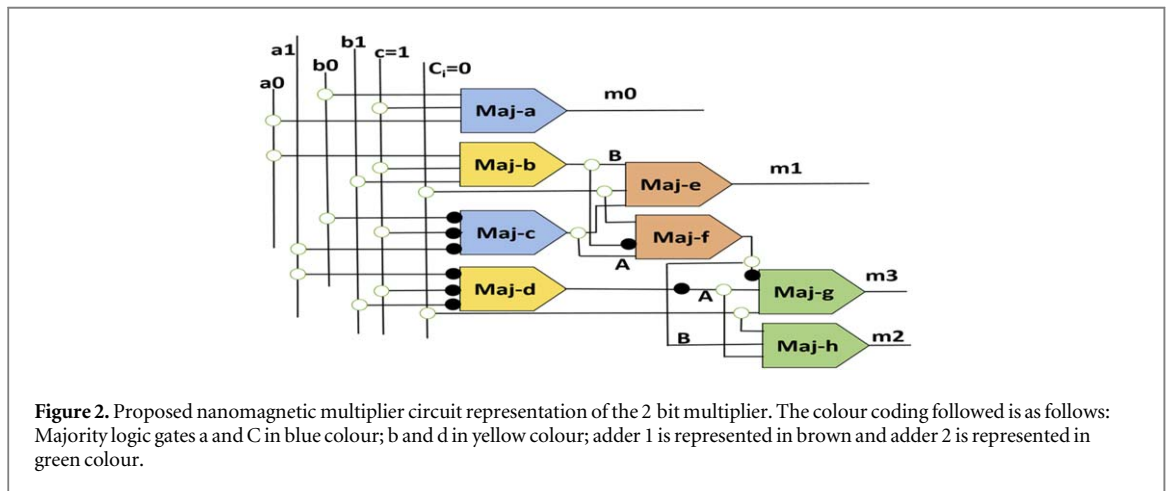 a1
b1
b0
c=1
Ci=0
a0
m0
Maj-a
B
Maj-b
m1
Maj-e
Maj-c
Maj-f
A
m3
Maj-d
A
Maj-g
B
m2
Maj-h
Figure 2. Proposed nanomagnetic multiplier circuit representation of the 2 bit multiplier. The colour coding followed is as follows:
Majority logic gates a and C in blue colour; b and d in yellow colour; adder 1 is represented in brown and adder 2 is represented in
green colour.